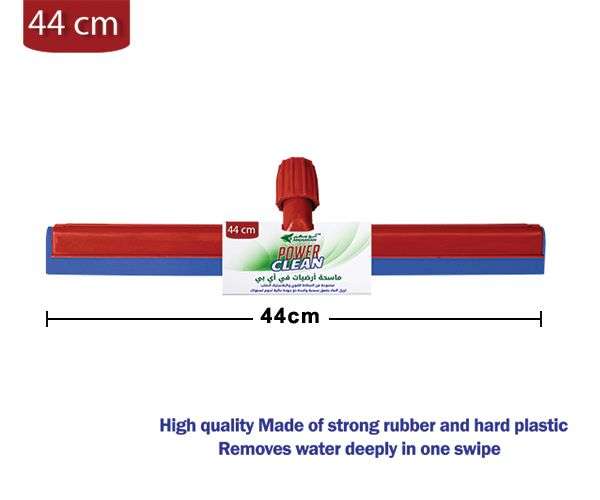 44 cm
44 cm
POWER
CLEAN
ماسحة أرضيات في آي بي
44cm
High quality Made of strong rubber and hard plastic
Removes water deeply in one swipe